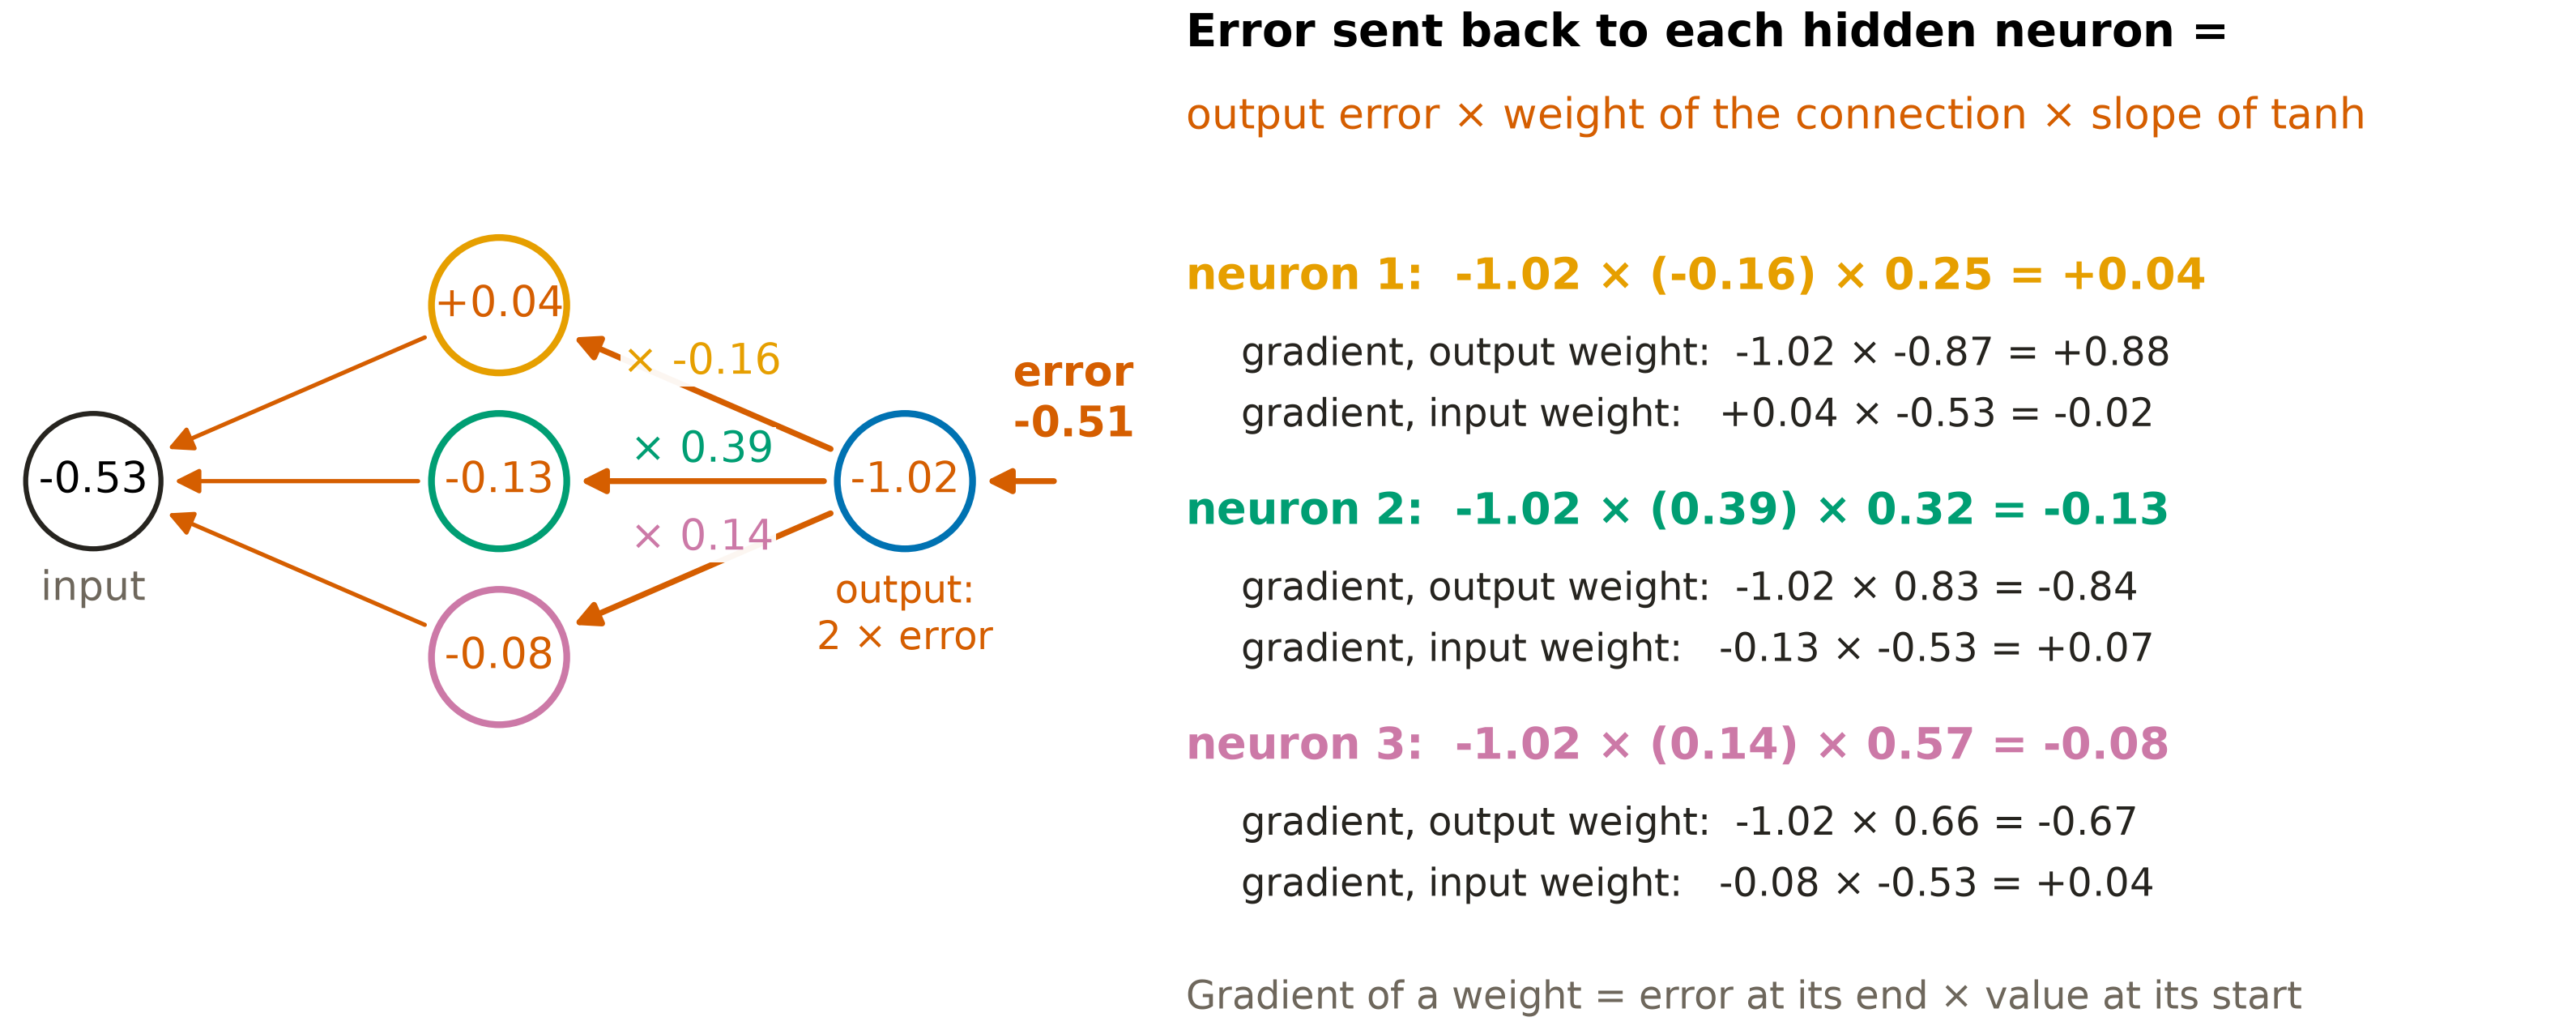 Error sent back to each hidden neuron =
output error × weight of the connection × slope of tanh
+0.04
× -0.16
error
-0.51
-0.53
-0.13
× 0.39
-1.02
× 0.14
input
-0.08
output:
2 × error
neuron 1: -1.02 × (-0.16) × 0.25 = +0.04
gradient, output weight: -1.02 × -0.87 = +0.88
gradient, input weight: +0.04 × -0.53 = -0.02
neuron 2: -1.02 × (0.39) × 0.32 = -0.13
gradient, output weight: -1.02 × 0.83 = -0.84
gradient, input weight: -0.13 × -0.53 = +0.07
neuron 3: -1.02 × (0.14) × 0.57 = -0.08
gradient, output weight: -1.02 × 0.66 = -0.67
gradient, input weight: -0.08 × -0.53 = +0.04
Gradient of a weight = error at its end × value at its start